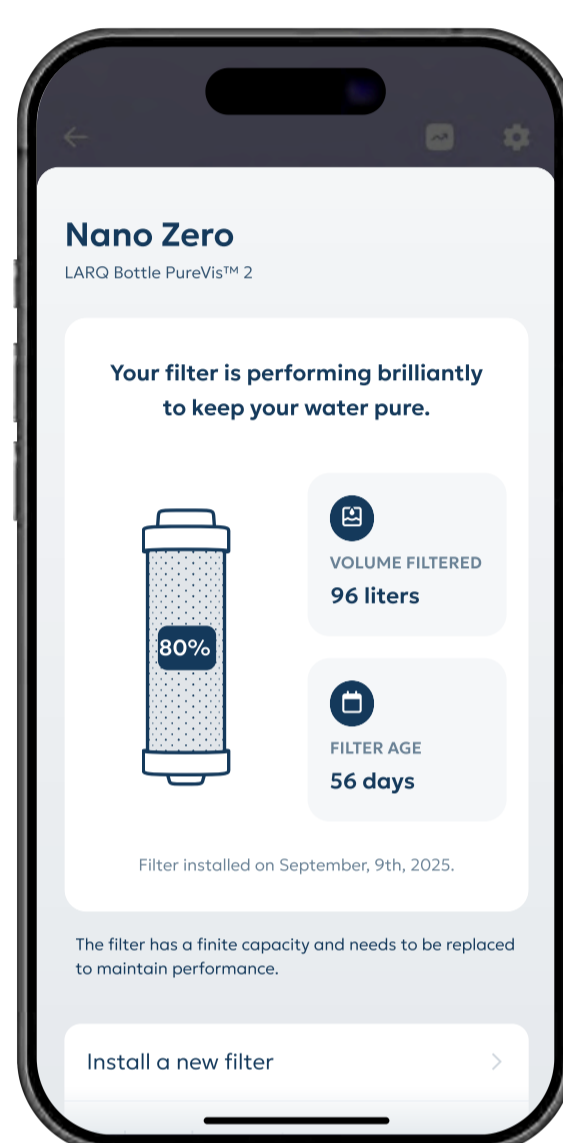 Nano Zero
LARQ Bottle PureVis™ 2
Your filter is performing brilliantly
to keep your water pure.
80%
VOLUME FILTERED
96 liters
FILTER AGE
56 days
Filter installed on September, 9th, 2025.
The filter has a finite capacity and needs to be replaced
to maintain performance.
Install a new filter